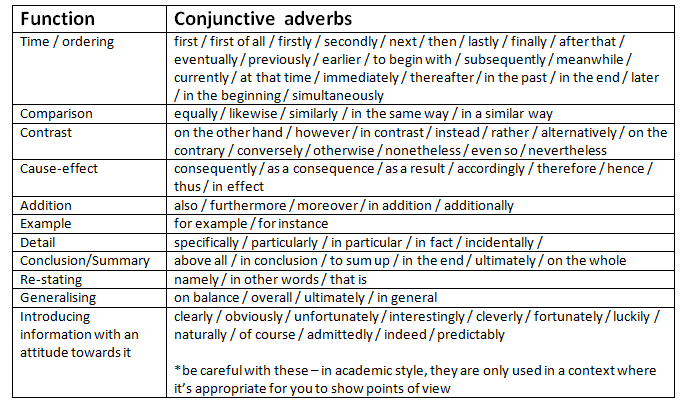 Function Conjunctive adverbs
Time / ordering first / first of all / firstly / secondly / next / then / lastly / finally / after that /
eventually / previously / earlier / to begin with / subsequently / meanwhile /
currently / at that time / immediately / thereafter / in the past / in the end / later
/ in the beginning / simultaneously
Comparison equally / likewise / similarly / in the same way / in a similar way
Contrast on the other hand / however / in contrast / instead / rather / alternatively / on the
contrary / conversely / otherwise / nonetheless / even so / nevertheless
Cause-effect consequently / as a consequence / as a result / accordingly / therefore / hence /
thus / in effect
Addition also / furthermore / moreover / in addition / additionally
Example for example / for instance
Detail specifically / particularly / in particular / in fact / incidentally /
Conclusion/Summary above all / in conclusion / to sum up / in the end / ultimately / on the whole
Re-stating namely / in other words / that is
Generalising on balance / overall / ultimately / in general
Introducing clearly / obviously / unfortunately / interestingly / cleverly / fortunately / luckily /
information with an naturally / of course / admittedly / indeed / predictably
attitude towards it
*be careful with these – in academic style, they are only used in a context where
it's appropriate for you to show points of view